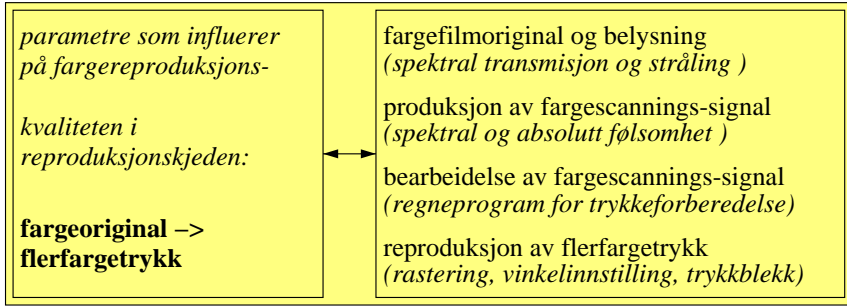 parametre som influerer
på fargereproduksjons-
kvaliteten i
reproduksjonskjeden:
fargeoriginal −>
flerfargetrykk
fargefilmoriginal og belysning
(spektral transmisjon og stråling )
produksjon av fargescannings-signal
(spektral og absolutt følsomhet )
bearbeidelse av fargescannings-signal
(regneprogram for trykkeforberedelse)
reproduksjon av flerfargetrykk
(rastering, vinkelinnstilling, trykkblekk)